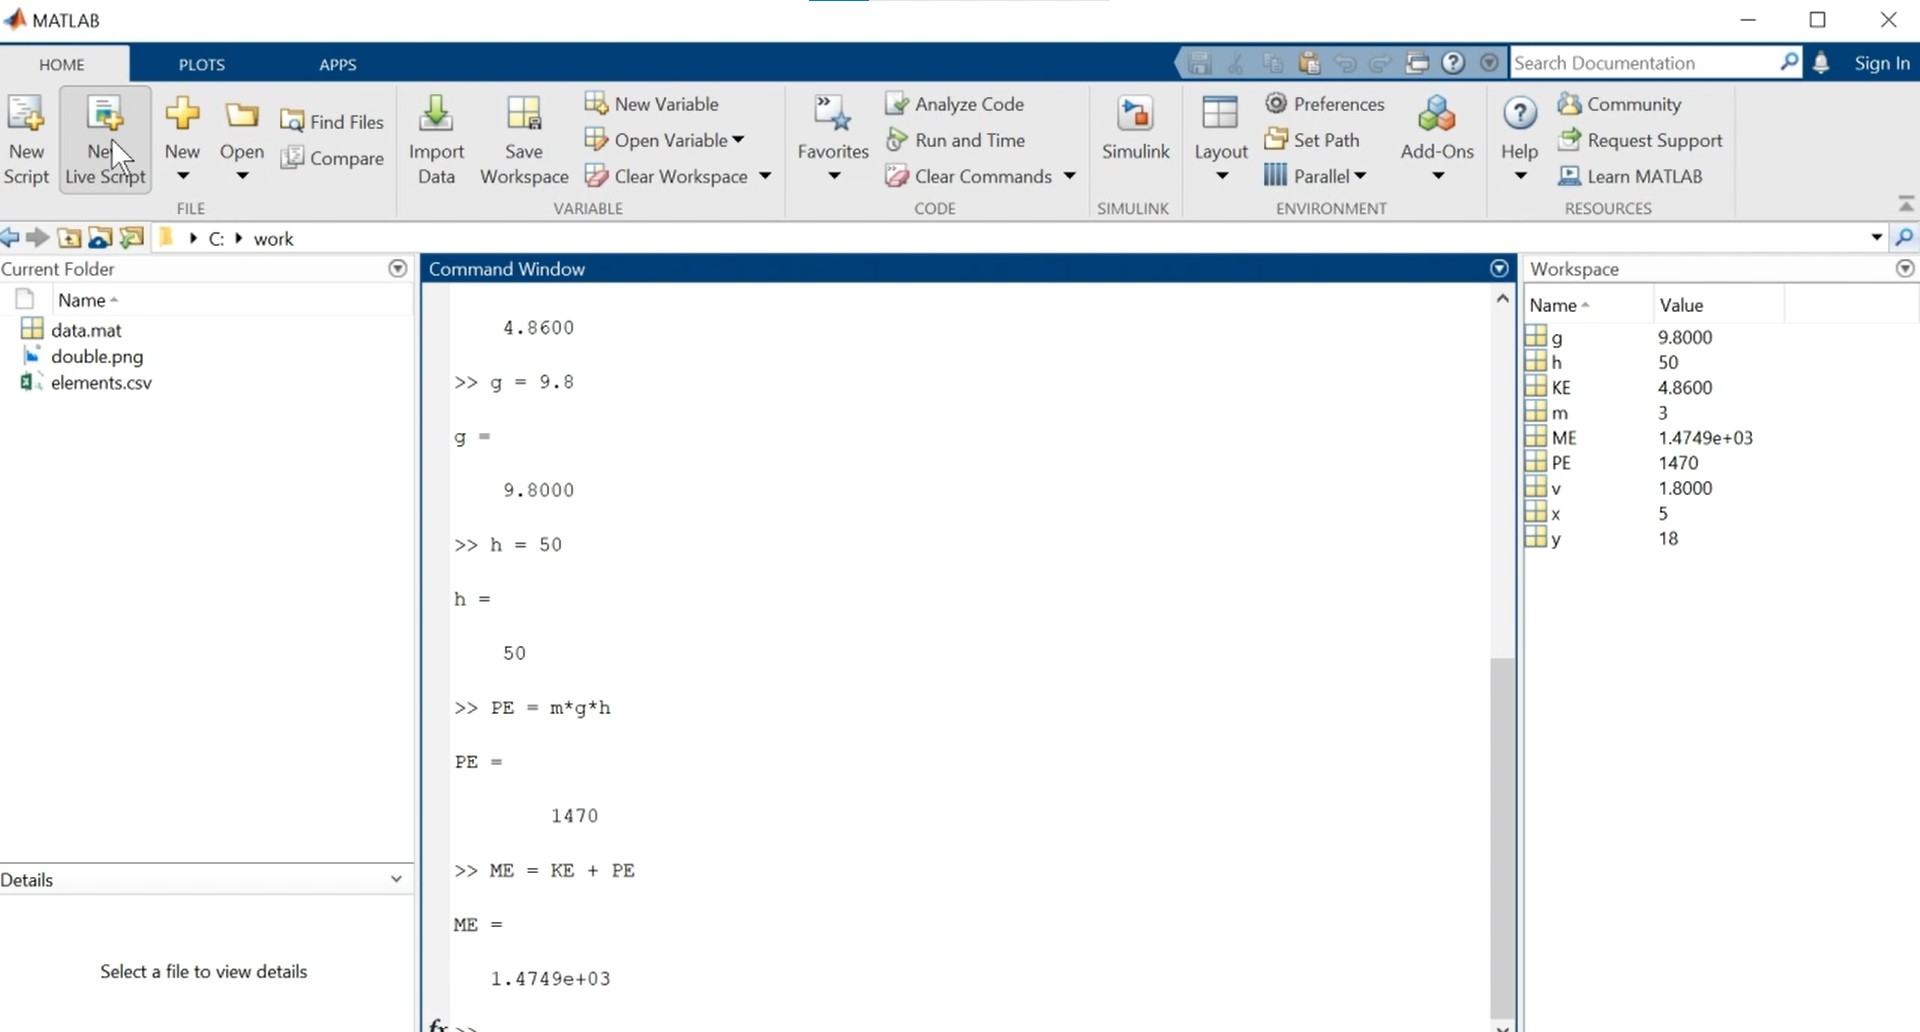 MATLAB
HOME PLOTS APPS
Search Documentation
Sign In
New Script
New Live Script
New
Open
Find Files
Compare
Import Data
Save Workspace
New Variable
Open Variable
Clear Workspace
Favorites
Analyze Code
Run and Time
Clear Commands
Simulink
Layout
Preferences
Set Path
Parallel
Add-Ons
Help
Community
Request Support
Learn MATLAB
FILE VARIABLE CODE SIMULINK ENVIRONMENT RESOURCES
C: work
Current Folder
Name
data.mat
double.png
elements.csv
Details
Select a file to view details
Command Window
4.8600
>> g = 9.8
g =
9.8000
>> h = 50
h =
50
>> PE = m*g*h
PE =
1470
>> ME = KE + PE
ME =
1.4749e+03
fx >>
Workspace
Name Value
g 9.8000
h 50
KE 4.8600
m 3
ME 1.4749e+03
PE 1470
v 1.8000
x 5
y 18